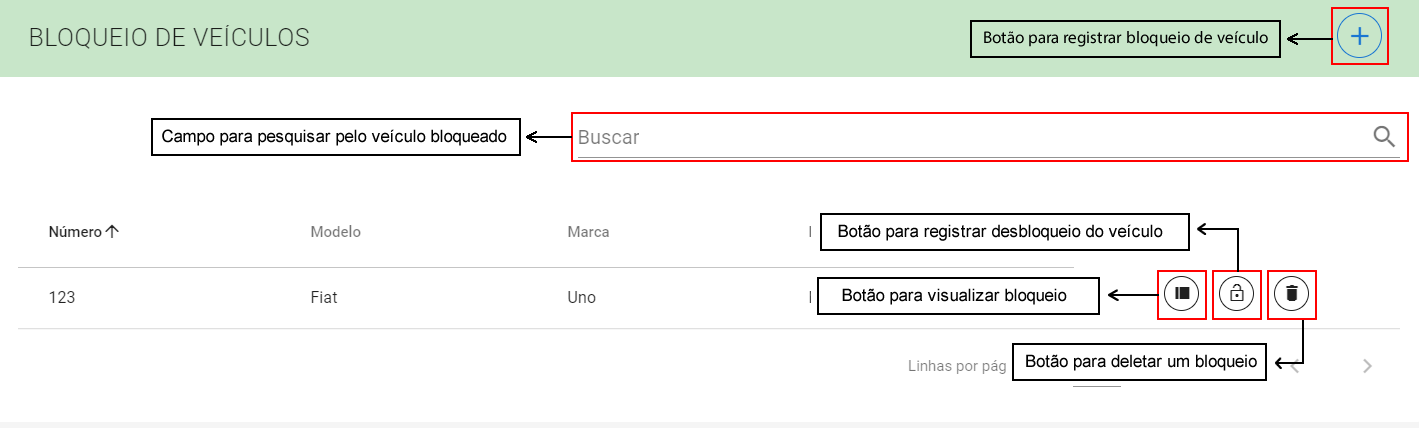 BLOQUEIO DE VEÍCULOS
Botão para registrar bloqueio de veículo
Campo para pesquisar pelo veículo bloqueado
Buscar
Número Modelo Marca
Botão para registrar desbloqueio do veículo
123 Fiat Uno
Botão para visualizar bloqueio
Linhas por pág
Botão para deletar um bloqueio